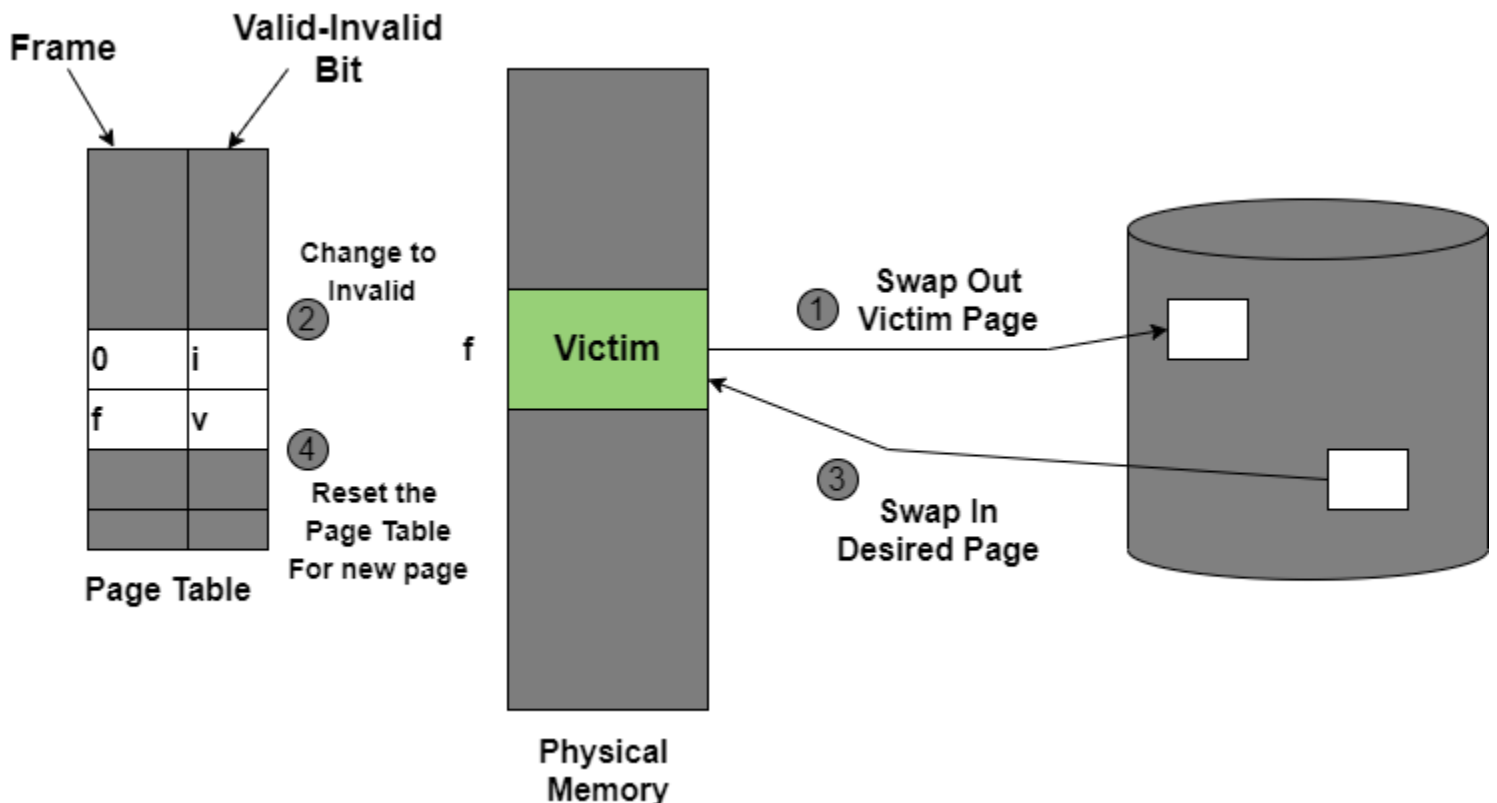 Frame
Valid-Invalid
Bit
Change to
Invalid
2
0 i
f v
4
Reset the
Page Table
For new page
Page Table
f
Victim
Physical
Memory
1
Swap Out
Victim Page
3
Swap In
Desired Page